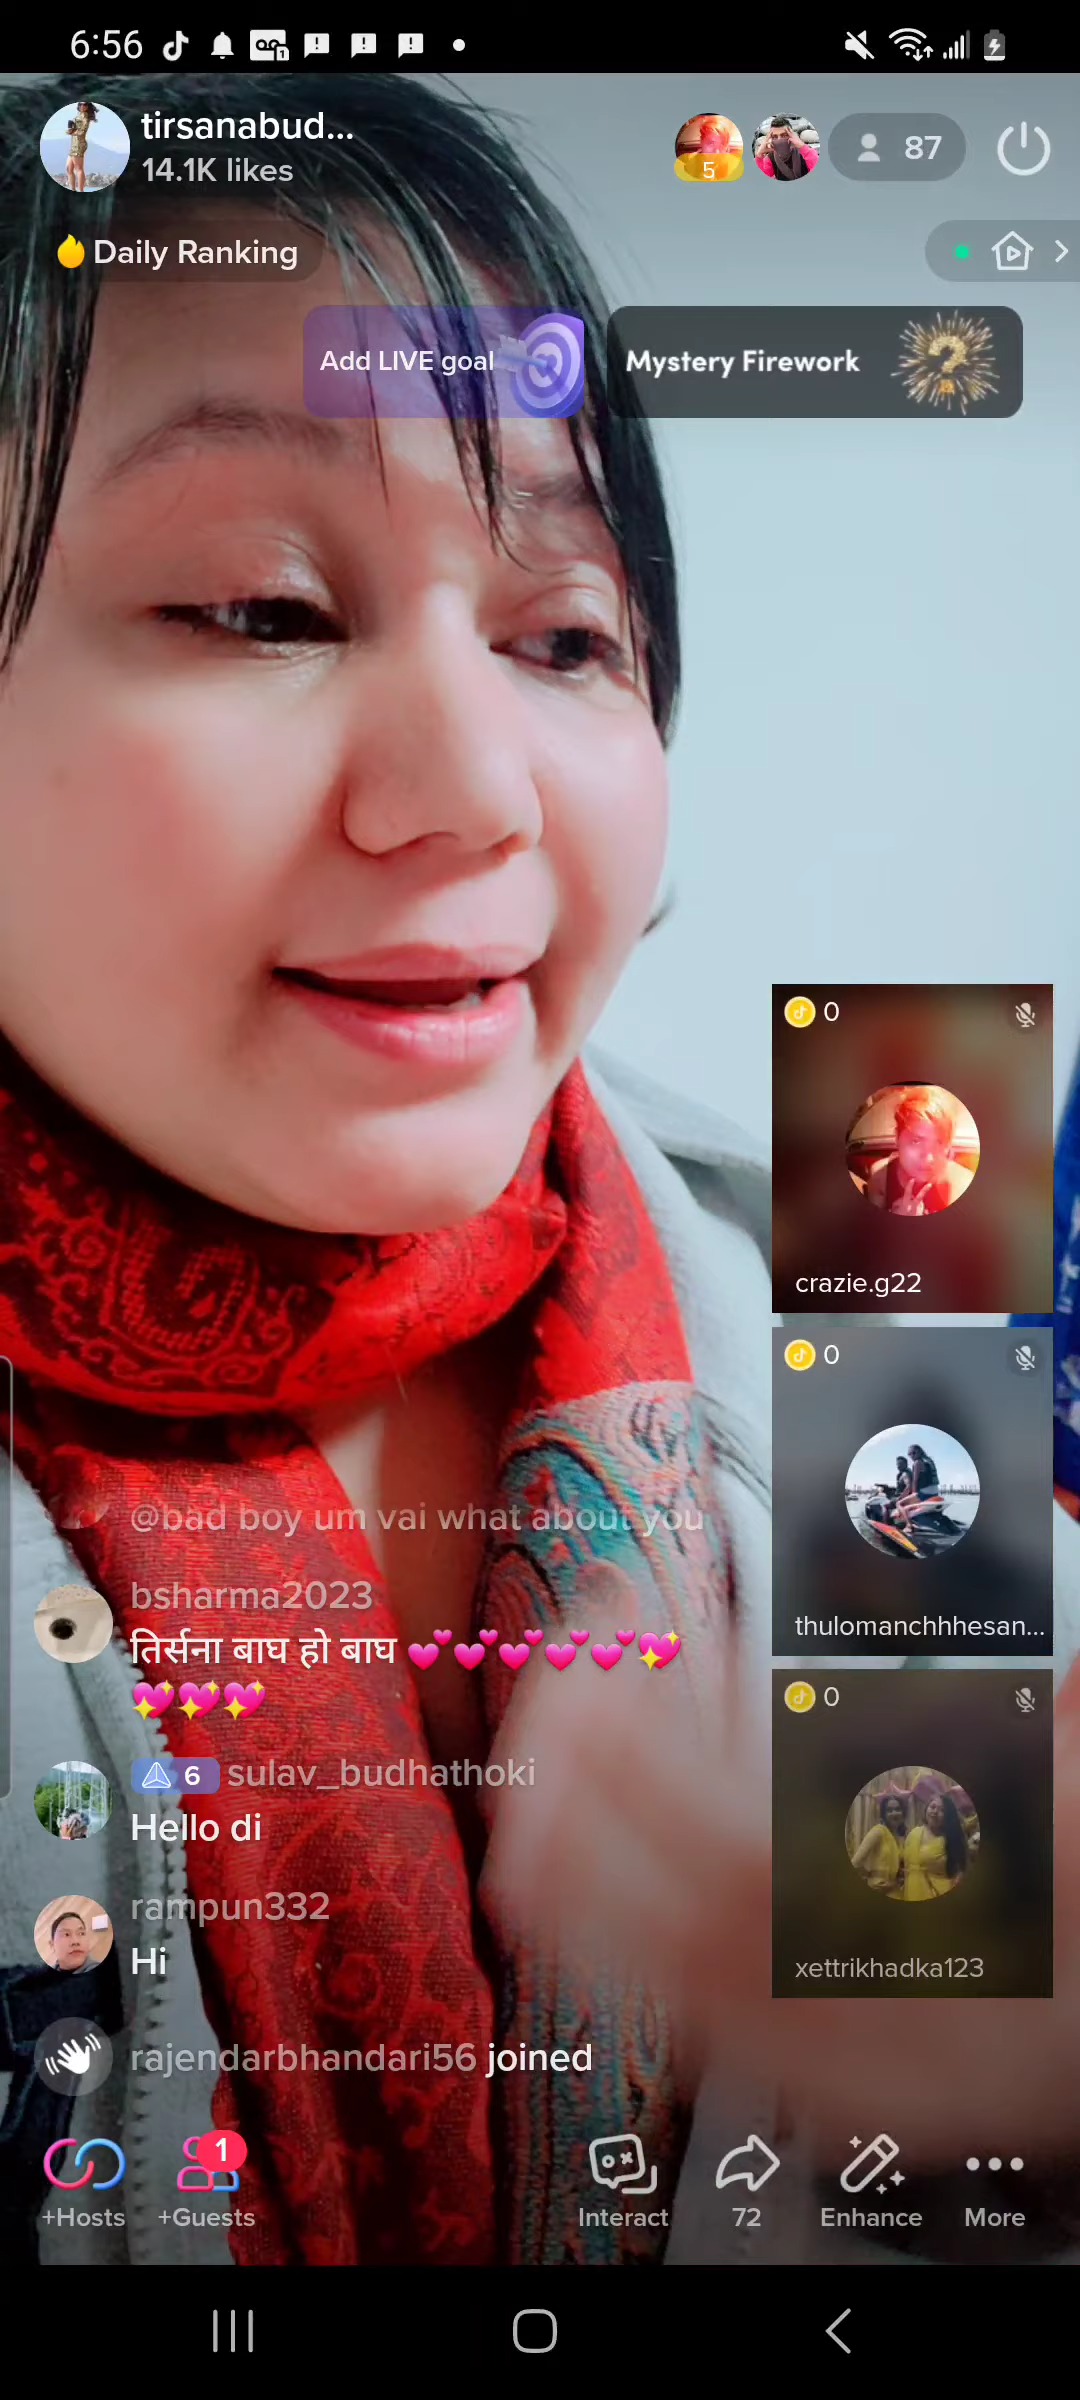 6:56
tirsanabud...
14.1K likes
5
87
Daily Ranking
Add LIVE goal
Mystery Firework
0
crazie.g22
0
thulomanchhhesan...
0
xettrikhadka123
@bad boy um vai what about you
bsharma2023
तिर्सना बाघ हो बाघ 💕💕💕💕💕💖
💖💖💖
6 sulav_budhathoki
Hello di
rampun332
Hi
rajendarbhandari56 joined
1
+Hosts +Guests Interact 72 Enhance More